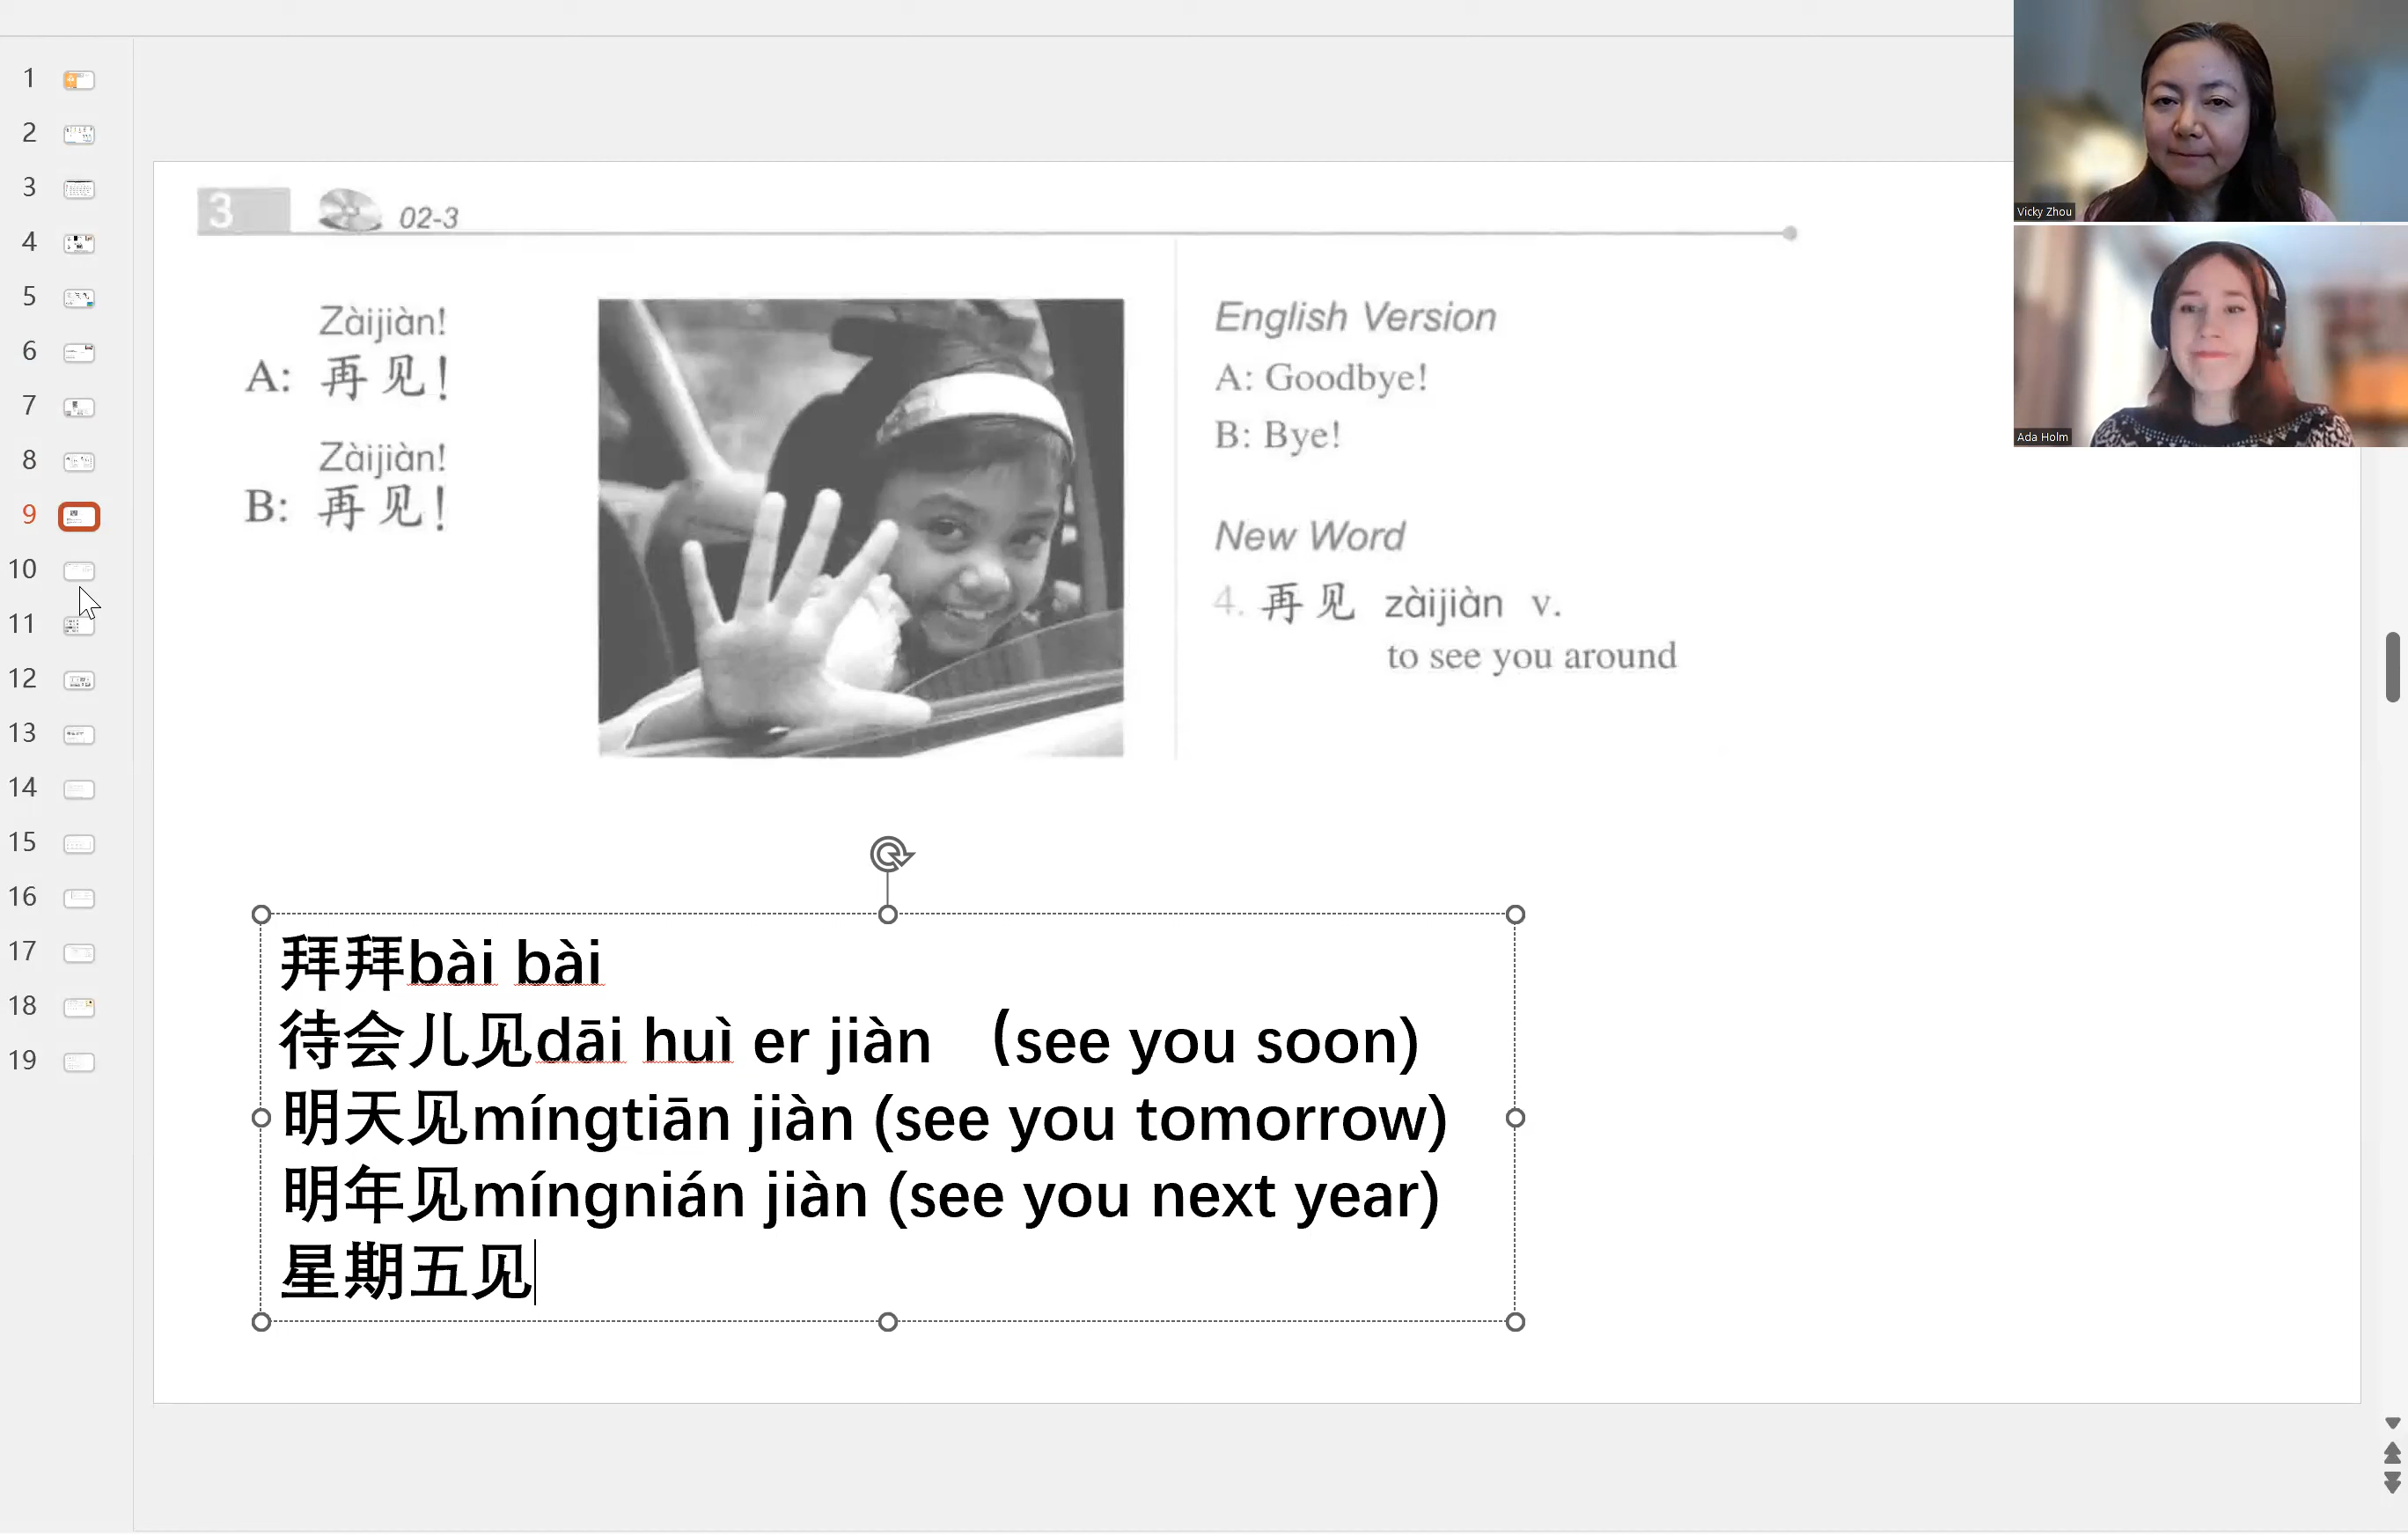 1
2
3
4
5
6
7
8
9
10
11
12
13
14
15
16
17
18
19
3 02-3
Zàijiàn!
A: 再见!
Zàijiàn!
B: 再见!
English Version
A: Goodbye!
B: Bye!
New Word
4. 再见 zàijiàn v.
to see you around
拜拜bài bài
待会儿见dāi huì er jiàn （see you soon)
明天见míngtiān jiàn (see you tomorrow)
明年见míngnián jiàn (see you next year)
星期五见
Vicky Zhou
Ada Holm